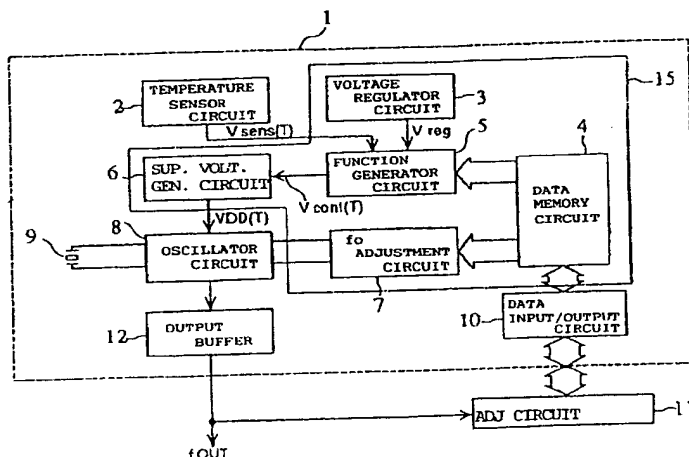 1
TEMPERATURE
SENSOR
CIRCUIT
2
VOLTAGE
REGULATOR
CIRCUIT
3
15
V sens(T)
V reg
5
4
6
SUP. VOLT.
GEN. CIRCUIT
FUNCTION
GENERATOR
CIRCUIT
DATA
MEMORY
CIRCUIT
V cont(T)
VDD(T)
8
9
OSCILLATOR
CIRCUIT
fo
ADJUSTMENT
CIRCUIT
7
12
OUTPUT
BUFFER
10
DATA
INPUT/OUTPUT
CIRCUIT
ADJ CIRCUIT
fOUT